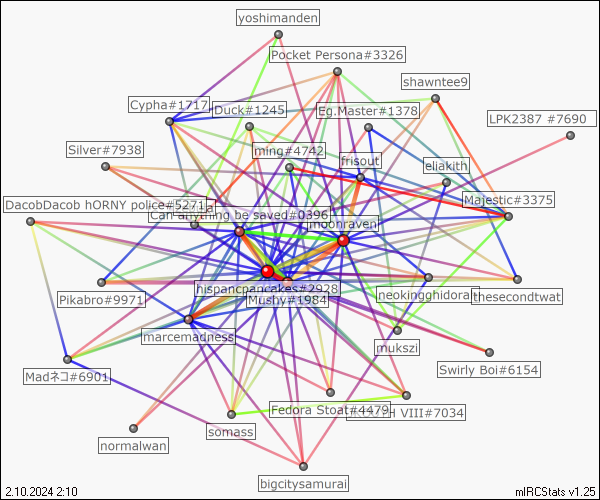 yoshimanden
Pocket Persona#3326
shawntee9
Cypha#1717
Duck#1245
Eg.Master#1378
LPK2387 #7690
ming#4742
Silver#7938
frisout
eliakith
Majestic#3375
DacobDacob hORNY police#5271
Can anything be saved#0396
moonraven
hispancpancakes#2928
Mushy#1984
neokingghidora
thesecondtwat
Pikabro#9971
marcemadness
mukszi
Swirly Boi#6154
Madネコ#6901
Fedora Stoat#4479
VIII#7034
somass
normalwan
bigcitysamurai
2.10.2024 2:10
mIRCStats v1.25